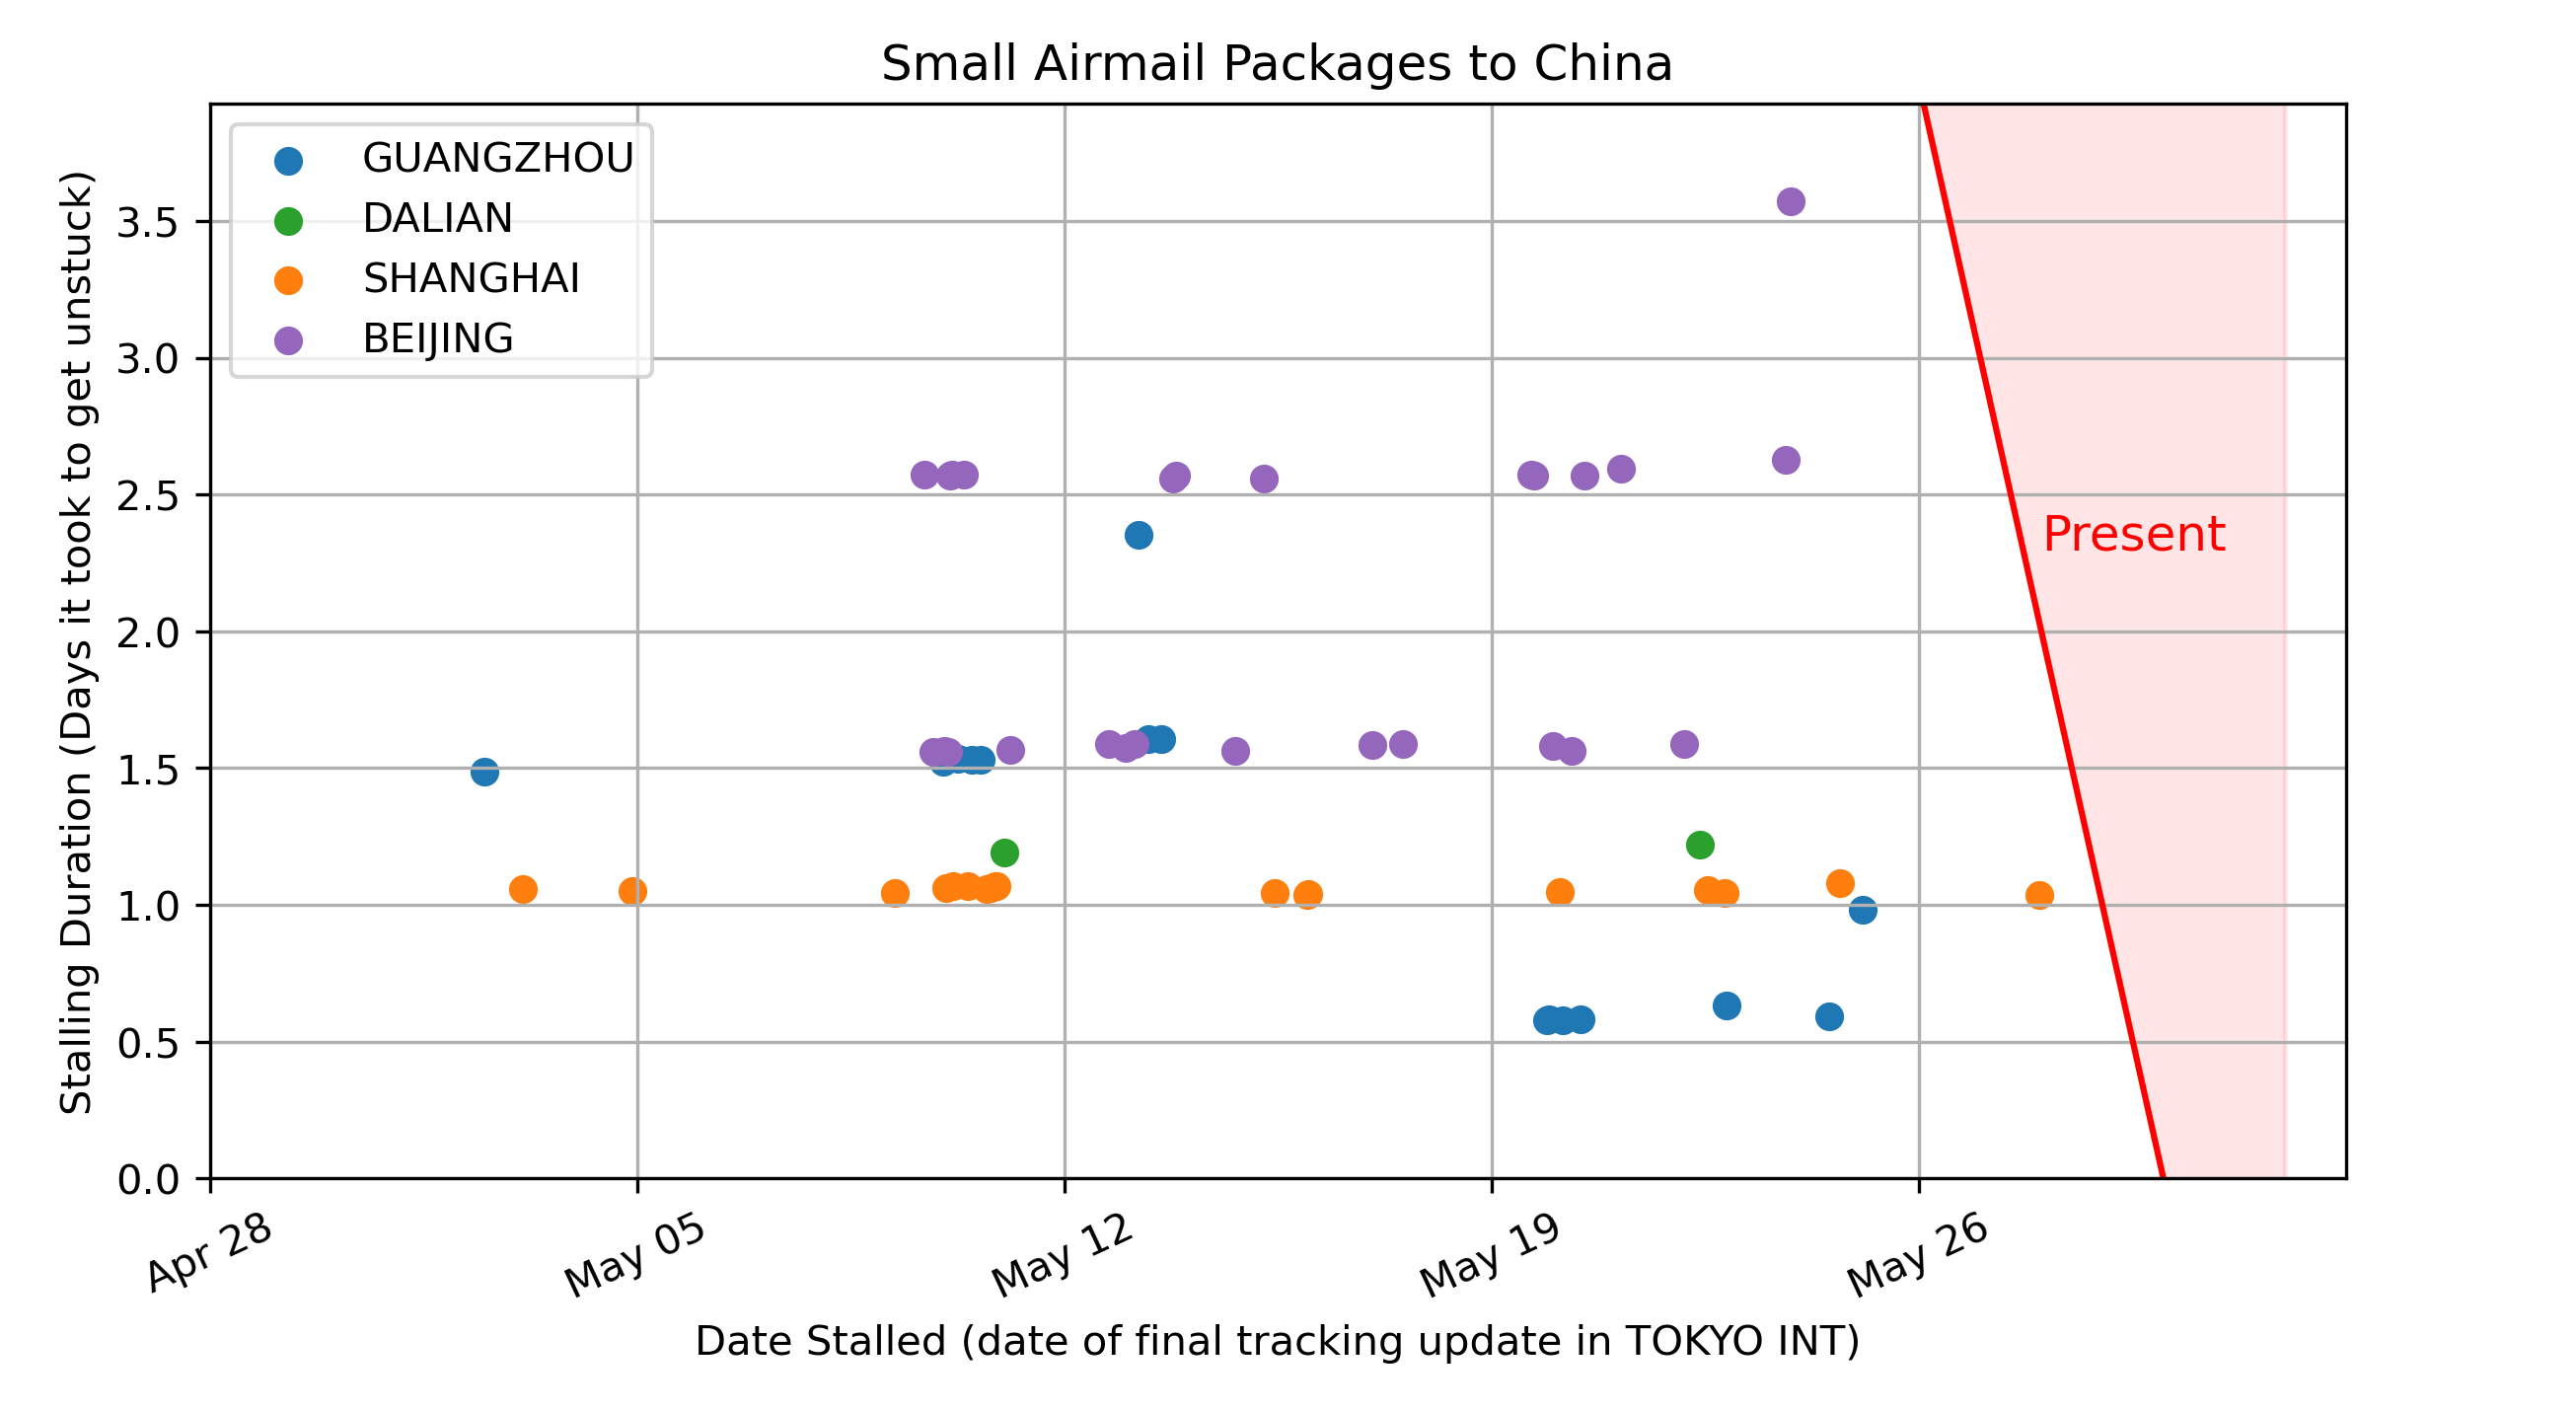 Small Airmail Packages to China
GUANGZHOU
DALIAN
SHANGHAI
BEIJING
Stalling Duration (Days it took to get unstuck)
3.5
3.0
2.5
2.0
1.5
1.0
0.5
0.0
Present
Apr 28
May 05
May 12
May 19
May 26
Date Stalled (date of final tracking update in TOKYO INT)